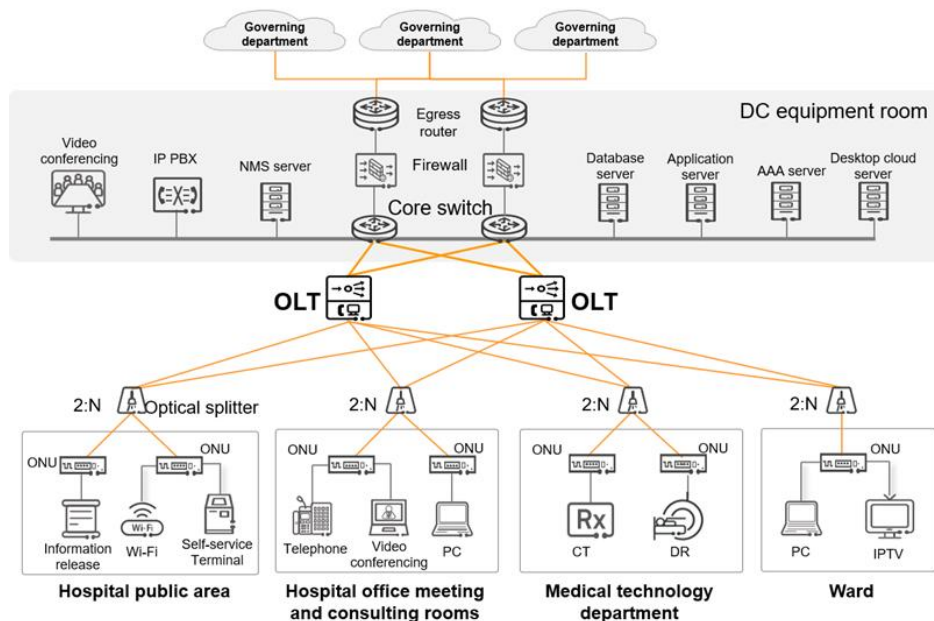 Governing
department
Governing
department
Governing
department
DC equipment room
Egress
router
Video
conferencing
IP PBX
NMS server
Firewall
Database
server
Application
server
AAA server
Desktop cloud
server
Core switch
OLT
OLT
2:N
Optical splitter
2:N
2:N
2:N
ONU
ONU
Wi-Fi
Information
release
Wi-Fi
Self-service
Terminal
Hospital public area
ONU
ONU
Telephone
Video
conferencing
PC
Hospital office meeting
and consulting rooms
ONU
ONU
Rx
CT
DR
Medical technology
department
ONU
PC
IPTV
Ward